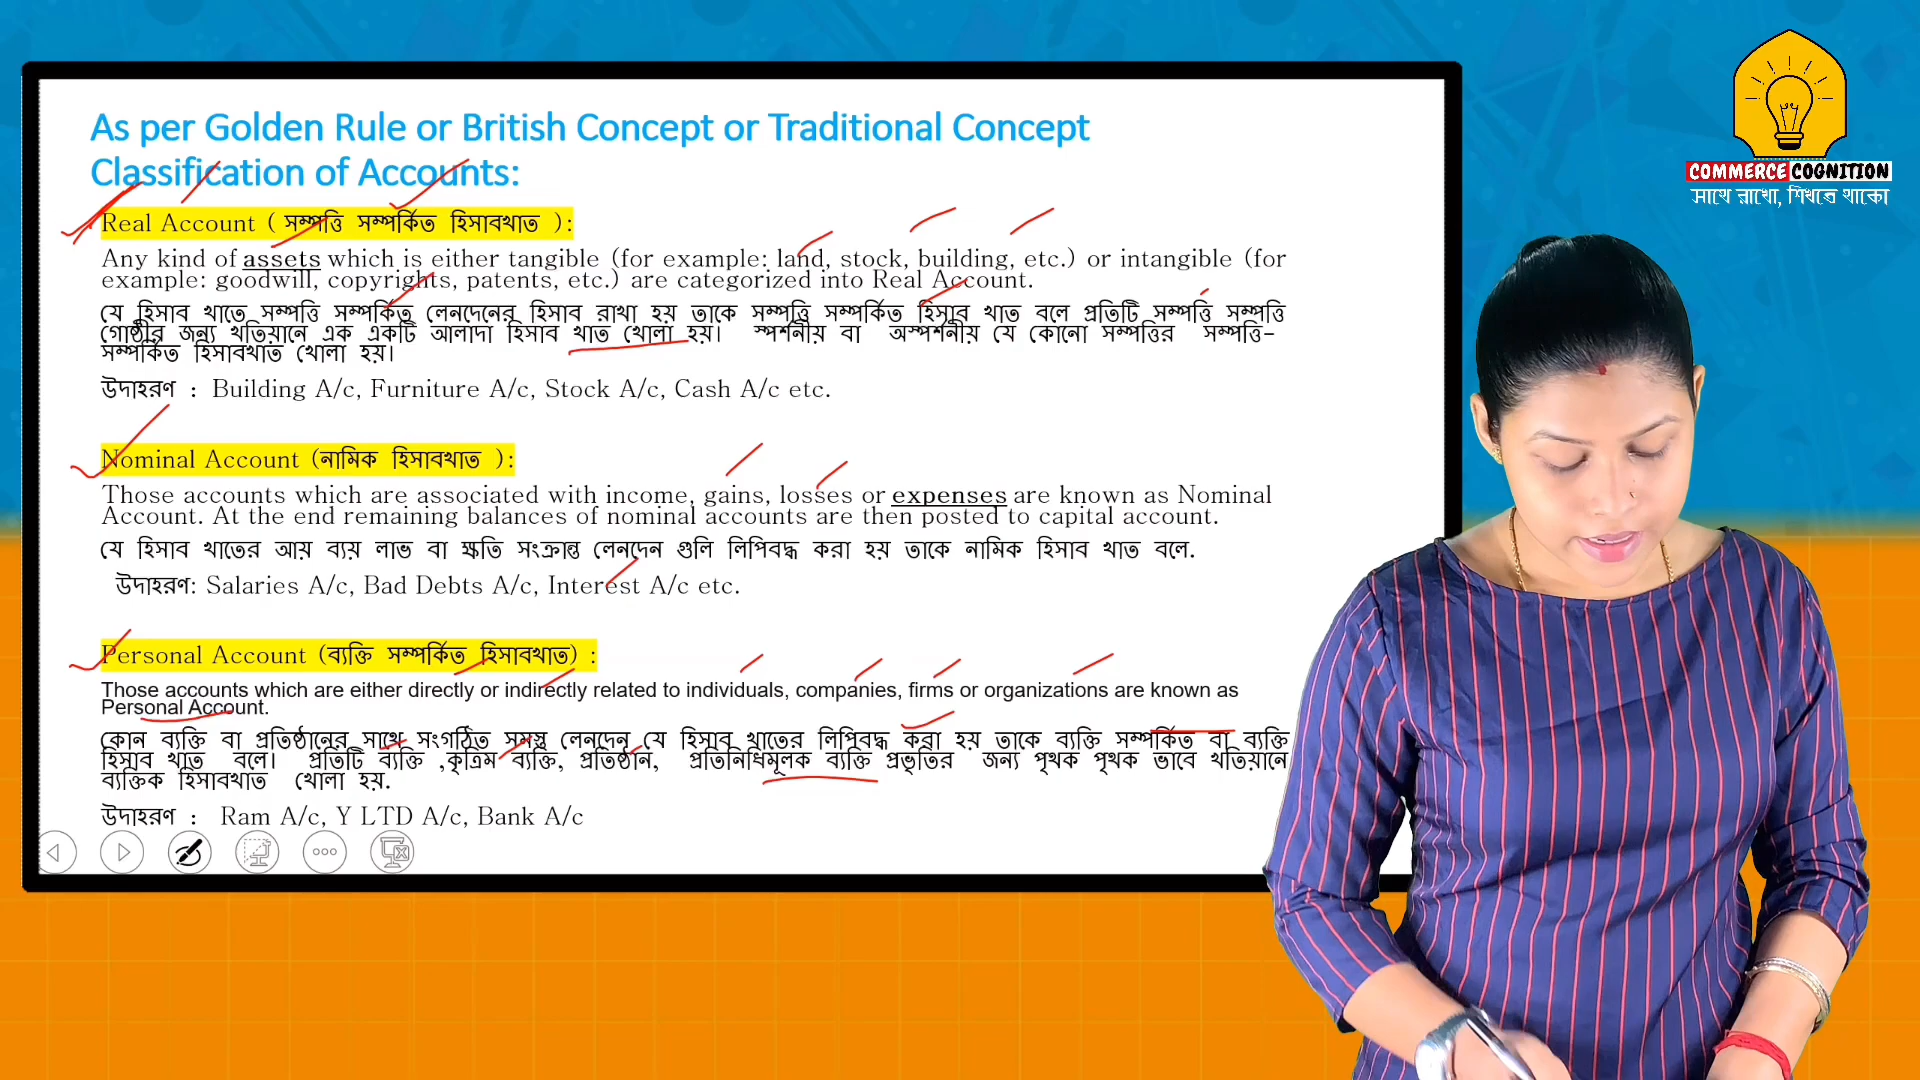 As per Golden Rule or British Concept or Traditional Concept
Classification of Accounts:
Real Account ( সম্পত্তি সম্পর্কিত হিসাবখাত ):
Any kind of assets which is either tangible (for example: land, stock, building, etc.) or intangible (for
example: goodwill, copyrights, patents, etc.) are categorized into Real Account.
যে হিসাব খাতে সম্পত্তি সম্পর্কিত লেনদেনের হিসাব রাখা হয় তাকে সম্পত্তি সম্পর্কিত হিসাব খাত বলে প্রতিটি সম্পত্তি সম্পত্তি
গোষ্ঠীর জন্য খতিয়ানে এক একটি আলাদা হিসাব খাত খোলা হয়। স্পর্শনীয় বা অস্পর্শনীয় যে কোনো সম্পত্তির সম্পত্তি-
সম্পর্কিত হিসাবখাত খোলা হয়।
উদাহরণ : Building A/c, Furniture A/c, Stock A/c, Cash A/c etc.
Nominal Account (নামিক হিসাবখাত ):
Those accounts which are associated with income, gains, losses or expenses are known as Nominal
Account. At the end remaining balances of nominal accounts are then posted to capital account.
যে হিসাব খাতের আয় ব্যয় লাভ বা ক্ষতি সংক্রান্ত লেনদেন গুলি লিপিবদ্ধ করা হয় তাকে নামিক হিসাব খাত বলে.
উদাহরণ: Salaries A/c, Bad Debts A/c, Interest A/c etc.
Personal Account (ব্যক্তি সম্পর্কিত হিসাবখাত) :
Those accounts which are either directly or indirectly related to individuals, companies, firms or organizations are known as
Personal Account.
কোন ব্যক্তি বা প্রতিষ্ঠানের সাথে সংগঠিত সমস্ত লেনদেন যে হিসাব খাতের লিপিবদ্ধ করা হয় তাকে ব্যক্তি সম্পর্কিত বা ব্যক্তি
হিসাব খাত বলে। প্রতিটি ব্যক্তি ,কৃত্রিম ব্যক্তি, প্রতিষ্ঠান, প্রতিনিধিমূলক ব্যক্তি প্রভৃতির জন্য পৃথক পৃথক ভাবে খতিয়ানে
ব্যক্তিক হিসাবখাত খোলা হয়.
উদাহরণ : Ram A/c, Y LTD A/c, Bank A/c
COMMERCE COGNITION
সাথে রাখো, শিখতে থাকো